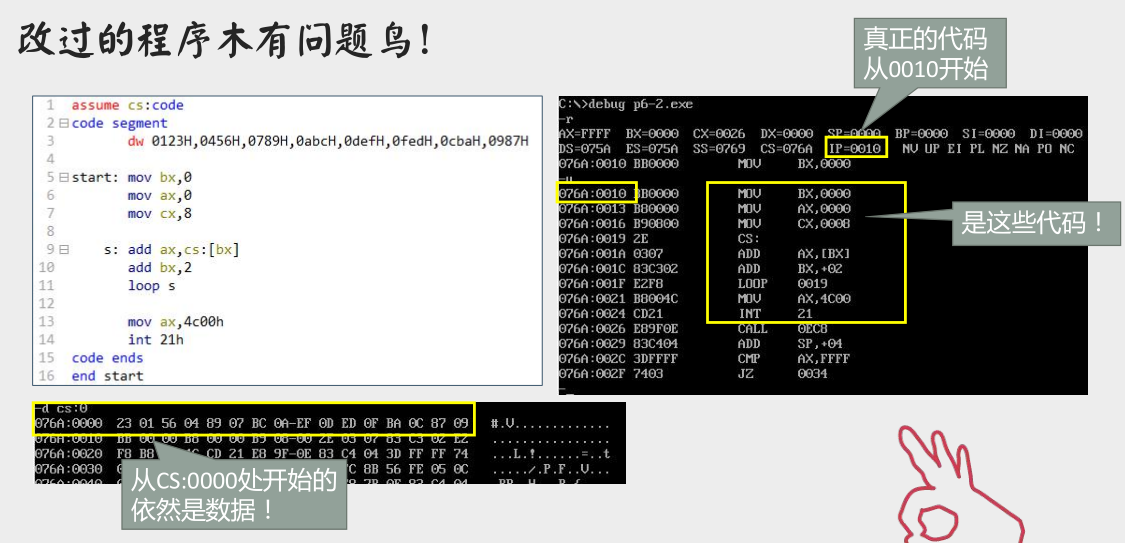 改过的程序木有问题鸟!
真正的代码
从0010开始
1 assume cs:code
2 code segment
3 dw 0123H,0456H,0789H,0abcH,0defH,0fedH,0cbaH,0987H
4
5 start: mov bx,0
6 mov ax,0
7 mov cx,8
8
9 s: add ax,cs:[bx]
10 add bx,2
11 loop s
12
13 mov ax,4c00h
14 int 21h
15 code ends
16 end start
C:\>debug p6-2.exe
-r
AX=FFFF BX=0000 CX=0026 DX=0000 SP=0000 BP=0000 SI=0000 DI=0000
DS=075A ES=075A SS=0769 CS=076A IP=0010 NV UP EI PL NZ NA PO NC
076A:0010 BB0000 MOV BX,0000
-u
076A:0010 BB0000 MOV BX,0000
076A:0013 B80000 MOV AX,0000
076A:0016 B90800 MOV CX,0008
076A:0019 2E CS:
076A:001A 0307 ADD AX,[BX]
076A:001C 83C302 ADD BX,+02
076A:001F E2F8 LOOP 0019
076A:0021 B8004C MOV AX,4C00
076A:0024 CD21 INT 21
076A:0026 E89F0E CALL 0EC8
076A:0029 83C404 ADD SP,+04
076A:002C 3DFFFF CMP AX,FFFF
076A:002F 7403 JZ 0034
-
是这些代码！
-d cs:0
076A:0000 23 01 56 04 89 07 BC 0A-EF 0D ED 0F BA 0C 87 09 #.V.............
076A:0010 BB 00 00 B8 00 00 B9 08-00 2E 03 07 83 C3 02 E2 ................
076A:0020 F8 B8 CD 21 E8 9F-0E 83 C4 04 3D FF FF 74 ...L.!......=..t
076A:0030 FC 8B 56 FE 05 0C ...../.P.F..V...
从CS:0000处开始的
依然是数据！